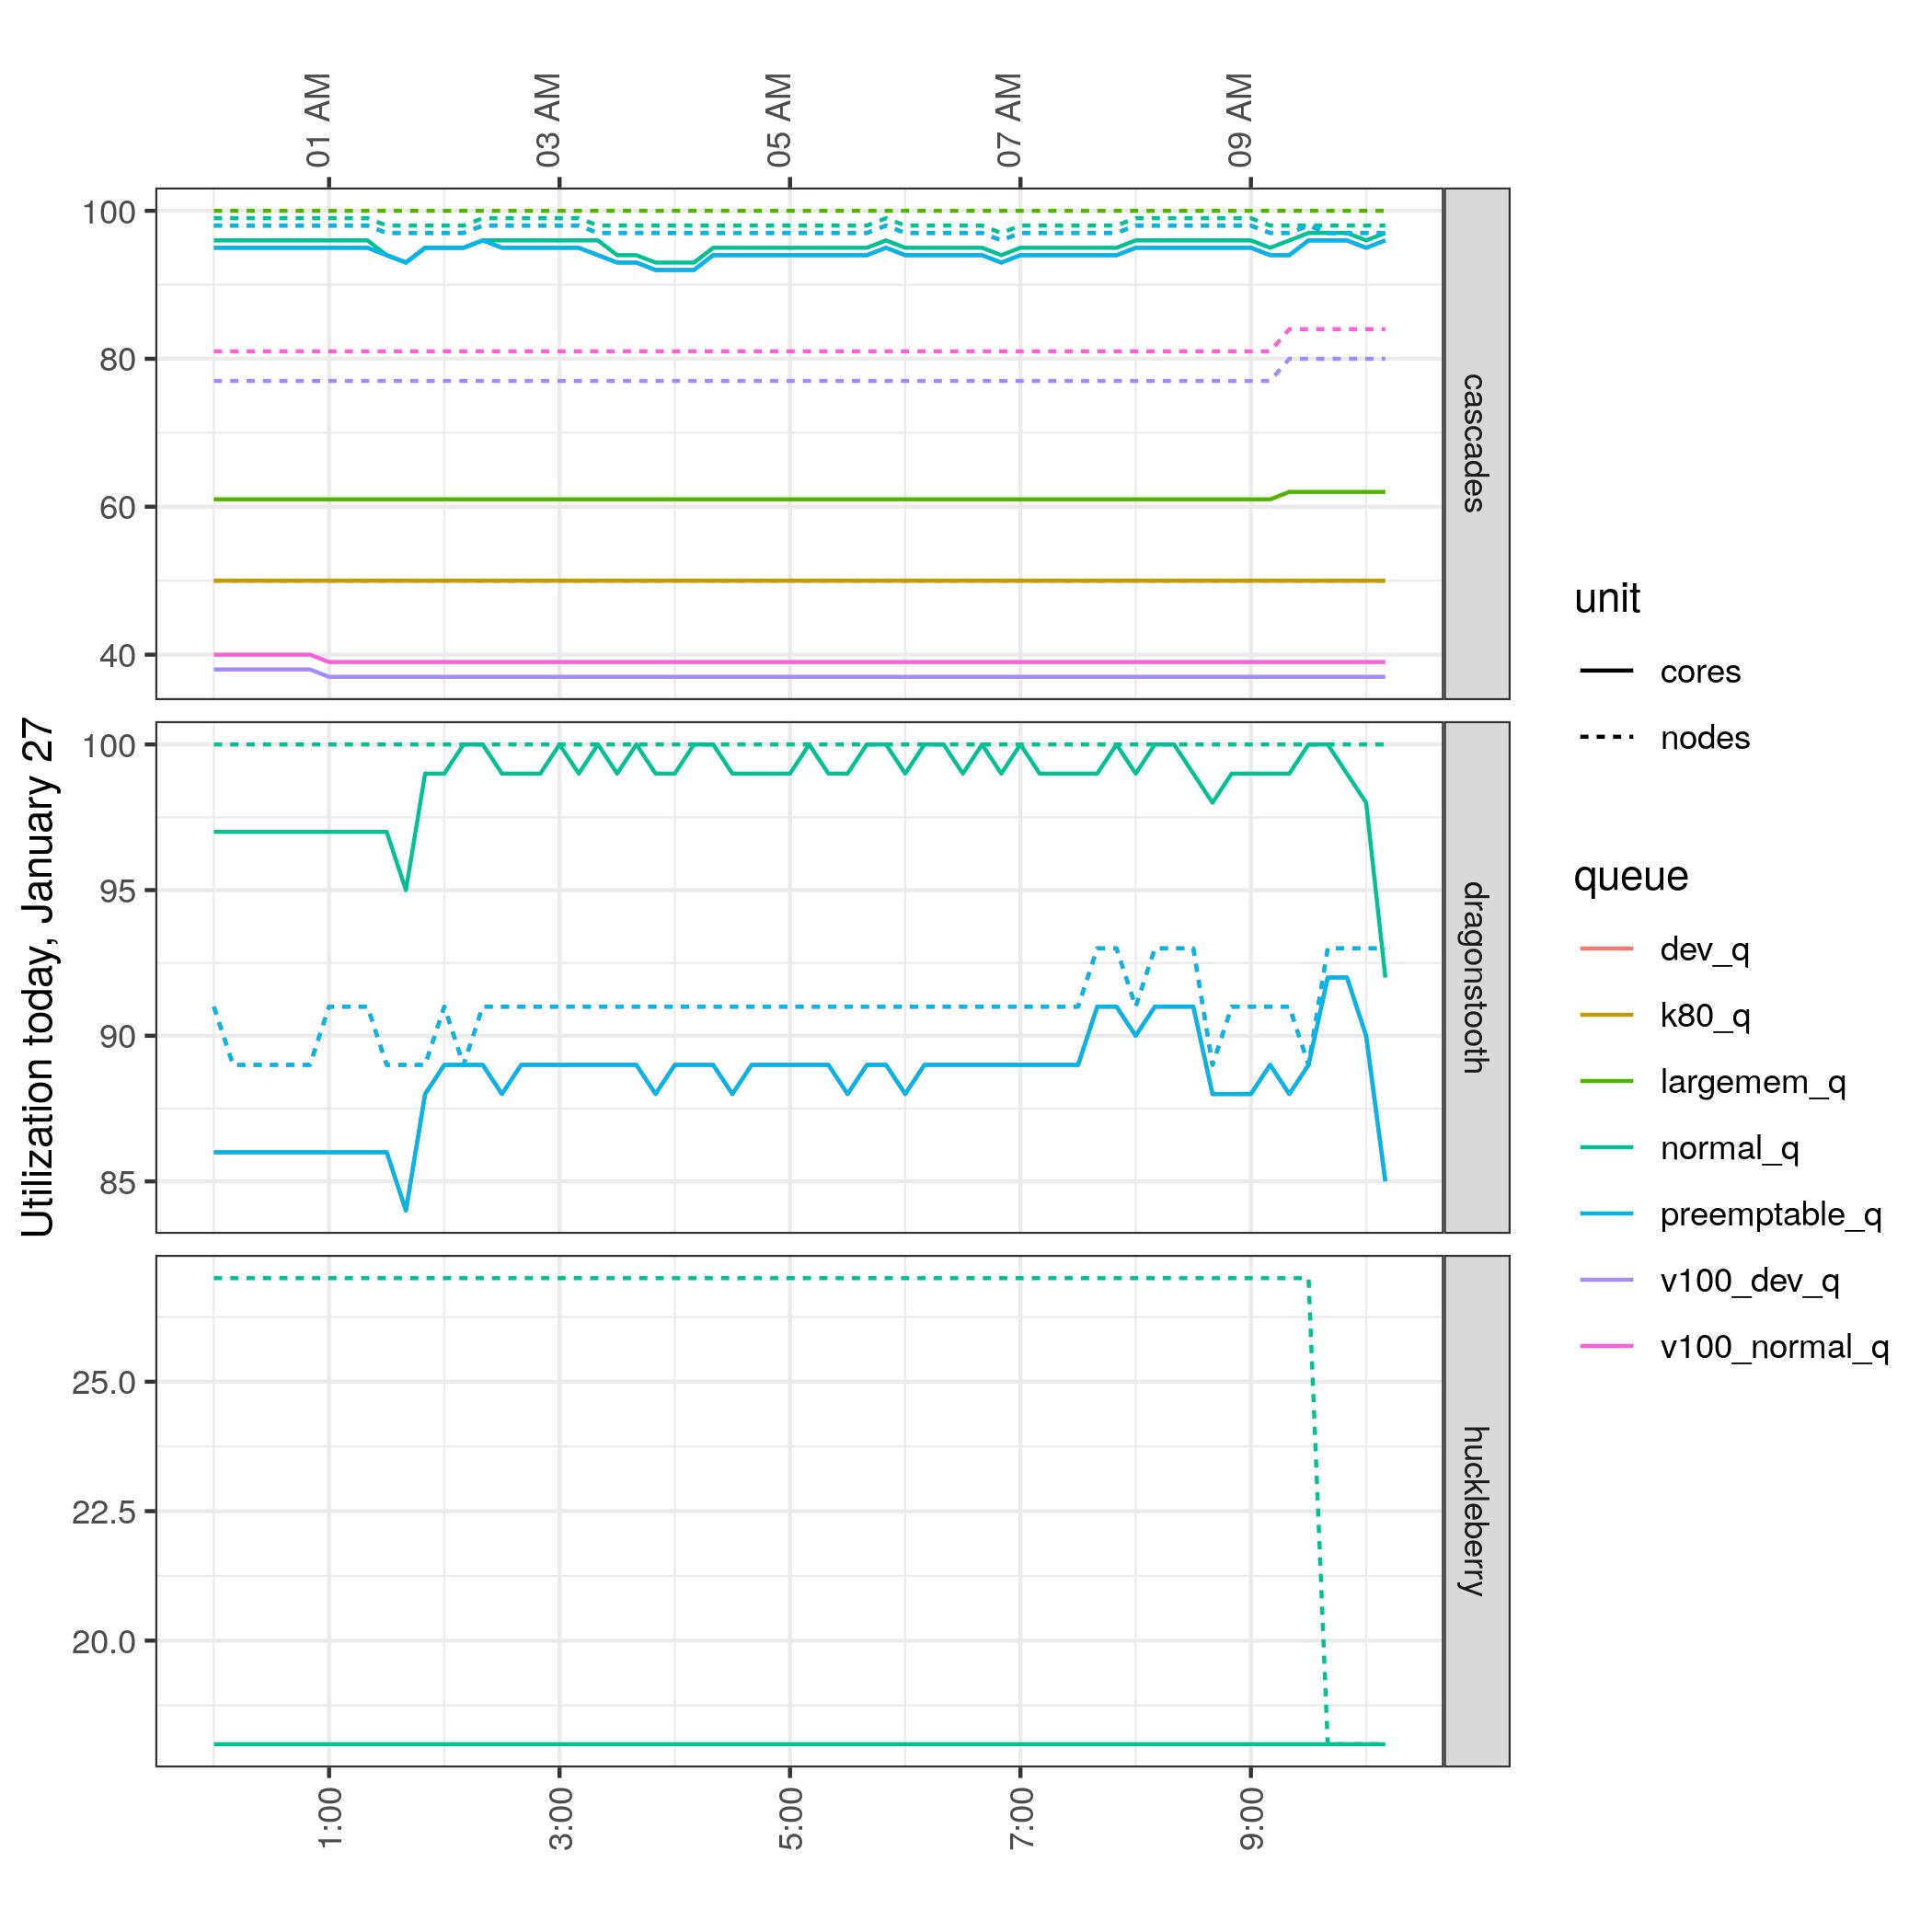 01 AM
03 AM
05 AM
07 AM
09 AM
Utilization today, January 27
100
80
60
40
cascades
100
95
90
85
dragonstooth
25.0
22.5
20.0
huckleberry
1:00
3:00
5:00
7:00
9:00
unit
cores
nodes
queue
dev_q
k80_q
largemem_q
normal_q
preemptable_q
v100_dev_q
v100_normal_q